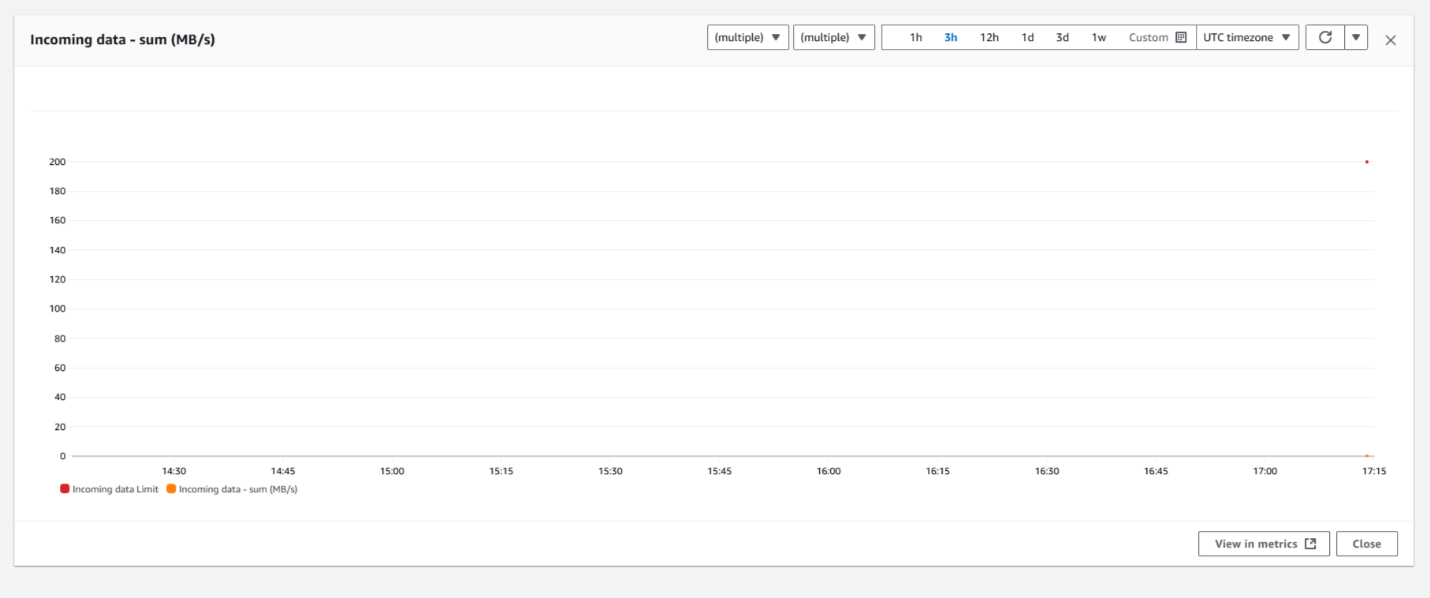 Incoming data - sum (MB/s)
(multiple) (multiple) 1h 3h 12h 1d 3d 1w Custom UTC timezone
200
180
160
140
120
100
80
60
40
20
0
14:30 14:45 15:00 15:15 15:30 15:45 16:00 16:15 16:30 16:45 17:00 17:15
Incoming data Limit Incoming data - sum (MB/s)
View in metrics Close